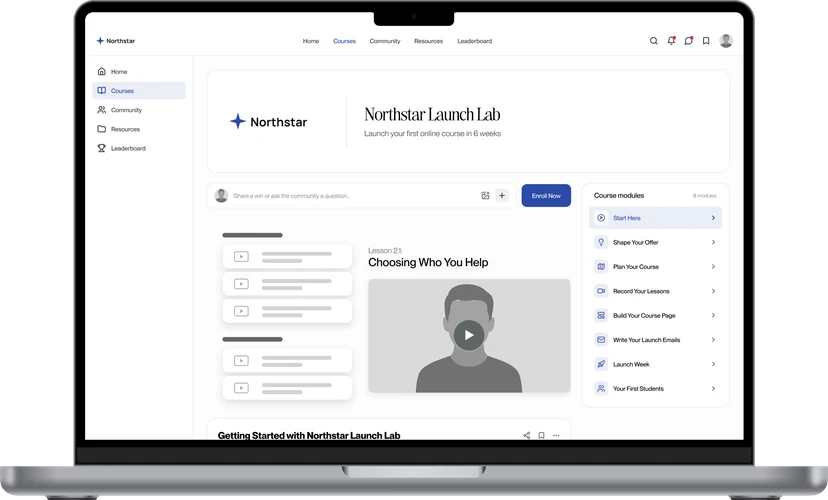 Northstar
Home
Courses
Community
Resources
Leaderboard
Home
Courses
Community
Resources
Leaderboard
Northstar
Northstar Launch Lab
Launch your first online course in 6 weeks
Share a win or ask the community a question...
Enroll Now
Lesson 2.1:
Choosing Who You Help
Course modules
8 modules
Start Here
Shape Your Offer
Plan Your Course
Record Your Lessons
Build Your Course Page
Write Your Launch Emails
Launch Week
Your First Students
Getting Started with Northstar Launch Lab